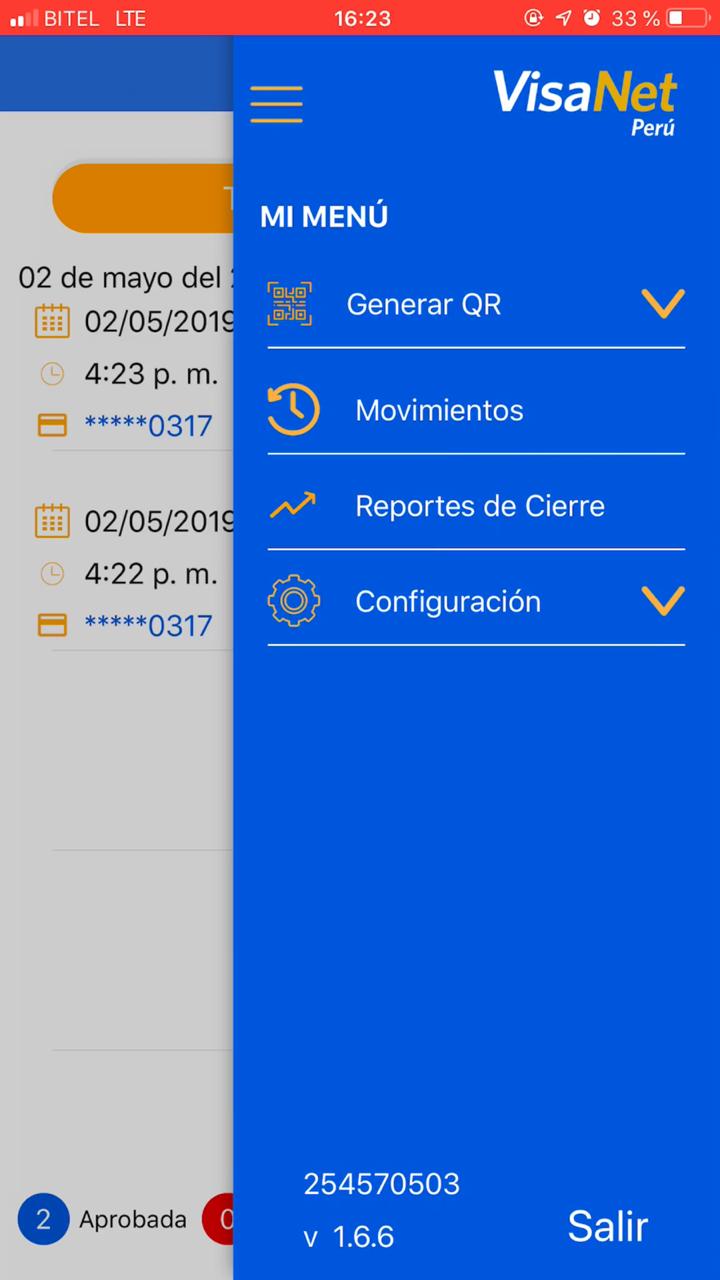 BITEL LTE 16:23 33 %
VisaNet
Perú
MI MENÚ
Generar QR
Movimientos
Reportes de Cierre
Configuración
254570503
v 1.6.6
Salir
02 de mayo del
02/05/2019
4:23 p. m.
*****0317
02/05/2019
4:22 p. m.
*****0317
2 Aprobada 0